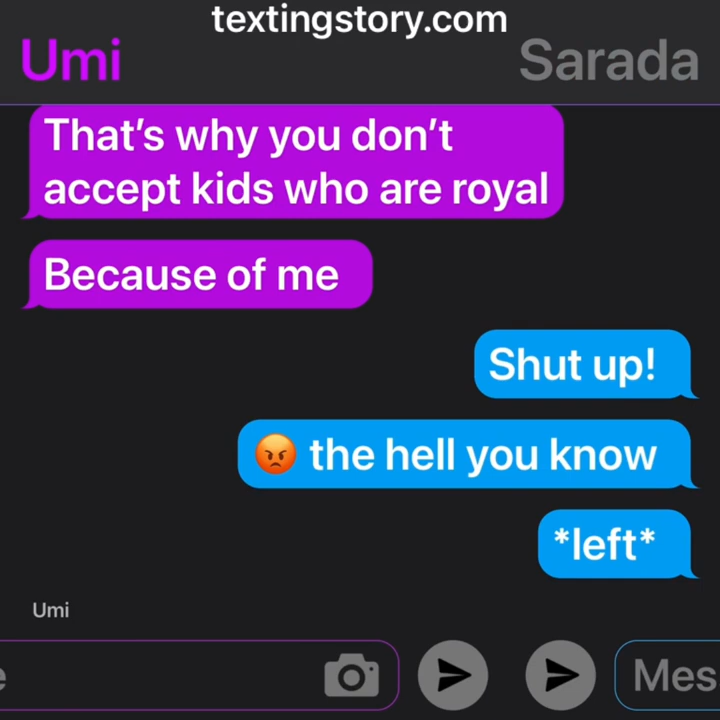 textingstory.com
Umi
Sarada
That’s why you don’t
accept kids who are royal
Because of me
Shut up!
😡 the hell you know
*left*
Umi
e
Mes